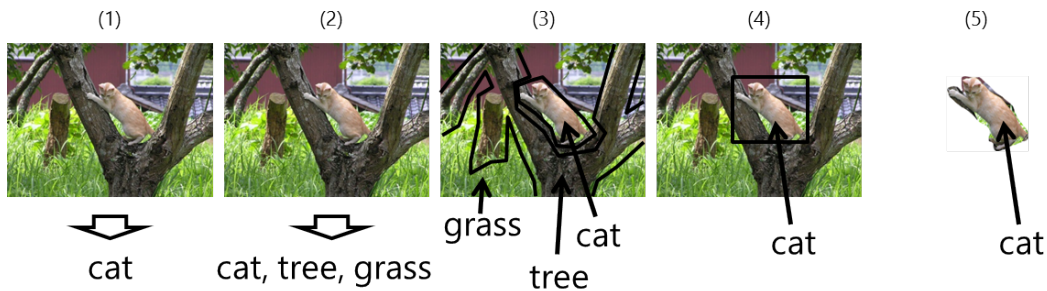 (1) (2) (3) (4) (5)
grass
cat
cat
cat
cat
cat, tree, grass
tree